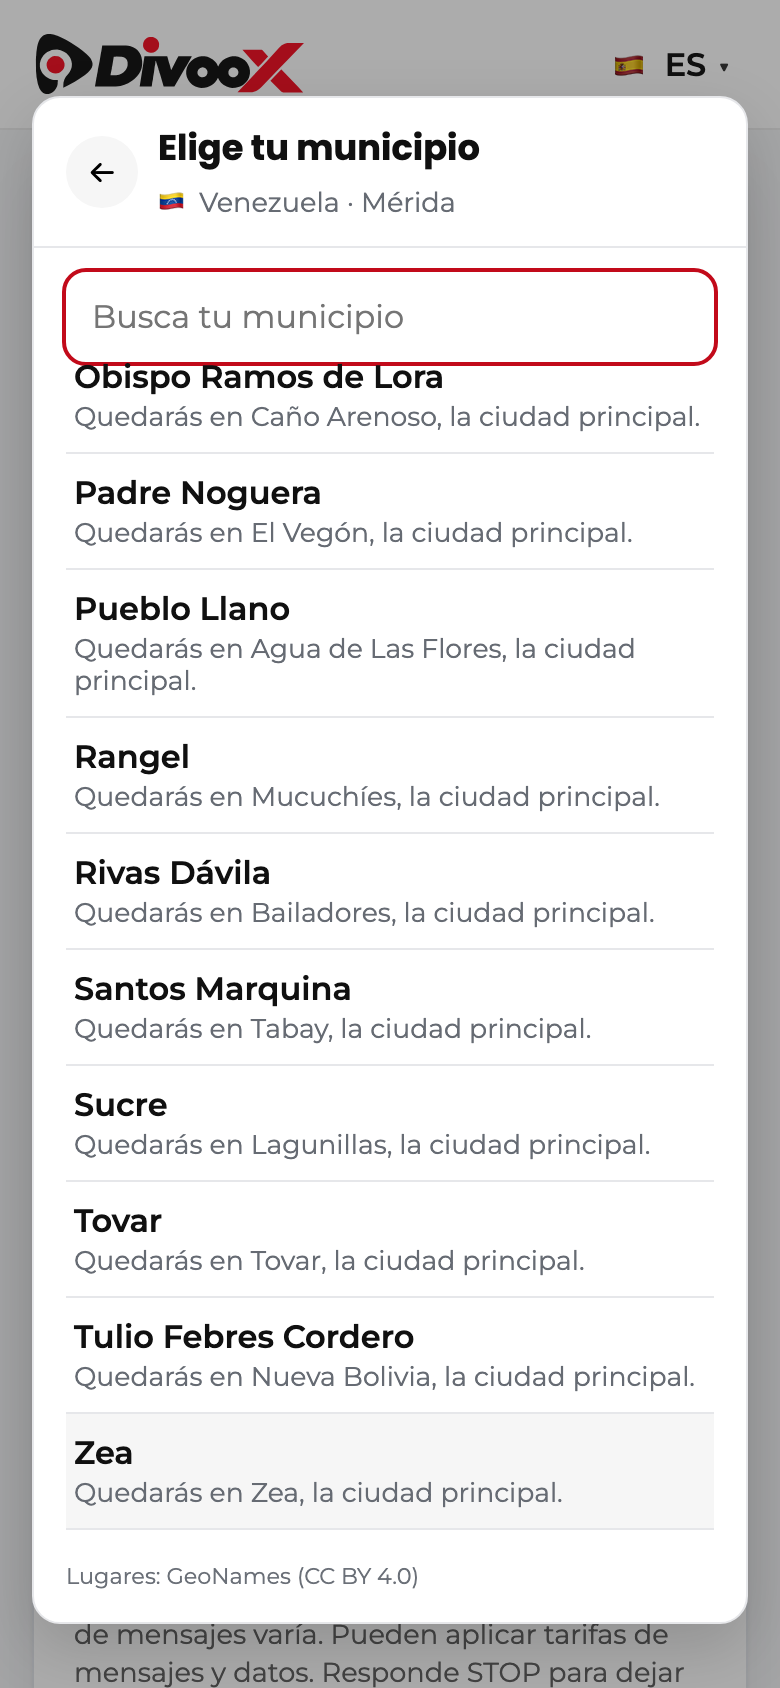 DivooX
ES ▾
Elige tu municipio
Venezuela · Mérida
Busca tu municipio
Obispo Ramos de Lora
Quedarás en Caño Arenoso, la ciudad principal.
Padre Noguera
Quedarás en El Vegón, la ciudad principal.
Pueblo Llano
Quedarás en Agua de Las Flores, la ciudad
principal.
Rangel
Quedarás en Mucuchíes, la ciudad principal.
Rivas Dávila
Quedarás en Bailadores, la ciudad principal.
Santos Marquina
Quedarás en Tabay, la ciudad principal.
Sucre
Quedarás en Lagunillas, la ciudad principal.
Tovar
Quedarás en Tovar, la ciudad principal.
Tulio Febres Cordero
Quedarás en Nueva Bolivia, la ciudad principal.
Zea
Quedarás en Zea, la ciudad principal.
Lugares: GeoNames (CC BY 4.0)
de mensajes varía. Pueden aplicar tarifas de
mensajes y datos. Responde STOP para dejar